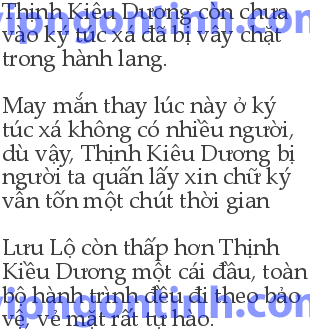 Thịnh Kiêu Dương còn chưa
vào ký túc xá đã bị vây chặt
trong hành lang.
May mắn thay lúc này ở ký
túc xá không có nhiều người,
dù vậy, Thịnh Kiêu Dương bị
người ta quấn lấy xin chữ ký
vẫn tốn một chút thời gian
Lưu Lộ còn thấp hơn Thịnh
Kiều Dương một cái đầu, toàn
bộ hành trình đều đi theo bảo
vệ, vẻ mặt rất tự hào.